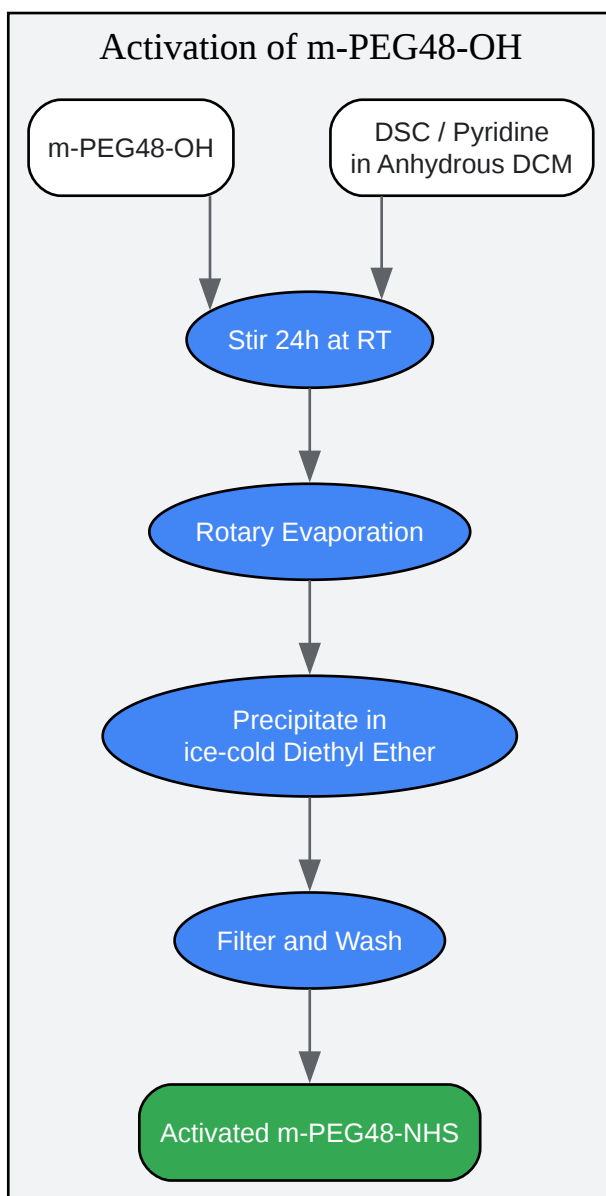 Activation of m-PEG48-OH
m-PEG48-OH
DSC / Pyridine
in Anhydrous DCM
Stir 24h at RT
Rotary Evaporation
Precipitate in
ice-cold Diethyl Ether
Filter and Wash
Activated m-PEG48-NHS